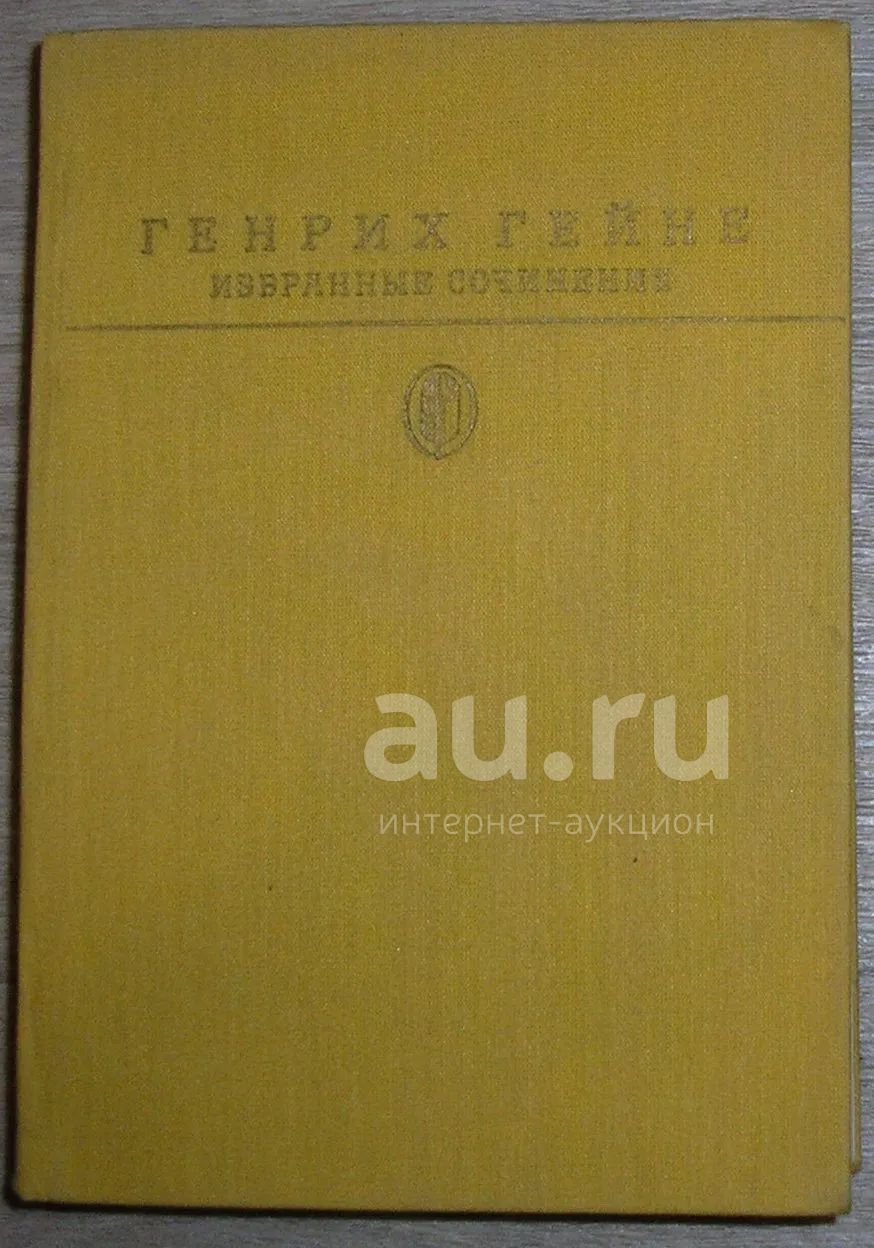 ГЕНРИХ ГЕЙНЕ
ИЗБРАННЫЕ СОЧИНЕНИЯ
au.ru
интернет-аукцион